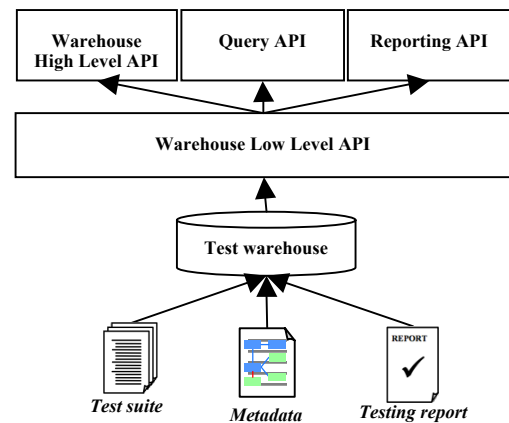 Warehouse
High Level API
Query API
Reporting API
Warehouse Low Level API
Test warehouse
REPORT
Test suite
Metadata
Testing report